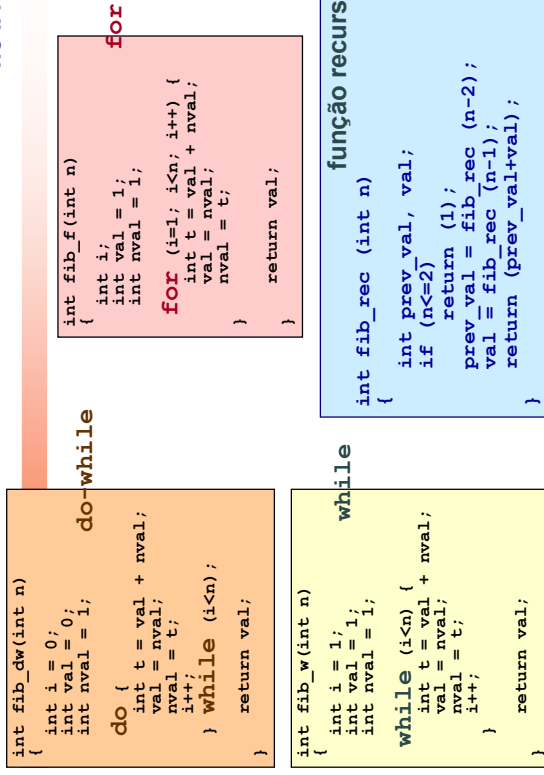 int fib_dw(int n)
{
int i = 0;
int val = 0;
int nval = 1;
do {
int t = val + nval;
val = nval;
nval = t;
i++;
} while (i<n);
return val;
}
do-while
int fib_f(int n)
{
int i;
int val = 1;
int nval = 1;
for (i=1; i<n; i++) {
int t = val + nval;
val = nval;
nval = t;
}
return val;
}
for
int fib_w(int n)
{
int i = 1;
int val = 1;
int nval = 1;
while (i<n) {
int t = val + nval;
val = nval;
nval = t;
i++;
}
return val;
}
while
função recurs
int fib_rec (int n)
{
int prev_val, val;
if (n<=2)
return (1);
prev_val = fib_rec (n-2);
val = fib_rec (n-1);
return (prev_val+val);
}